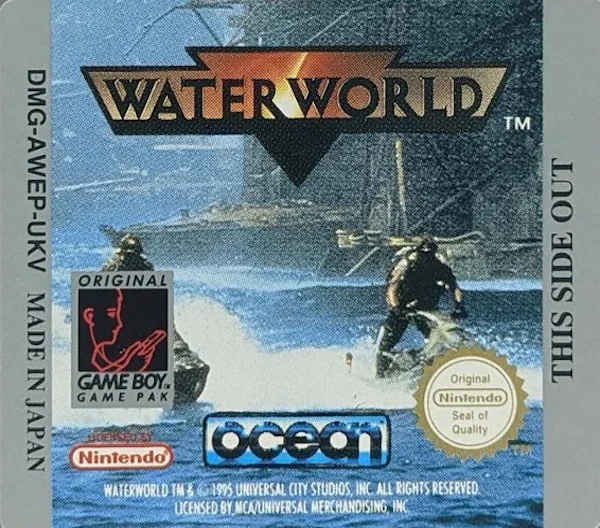 WATERWORLD
TM
DMG-AWEP-UKV MADE IN JAPAN
THIS SIDE OUT
ORIGINAL
GAME BOY®
GAME PAK
LICENSED BY
Nintendo
ocean
Original
Nintendo
Seal of
Quality
TM
WATERWORLD TM & © 1995 UNIVERSAL CITY STUDIOS, INC. ALL RIGHTS RESERVED.
LICENSED BY MCA/UNIVERSAL MERCHANDISING, INC.